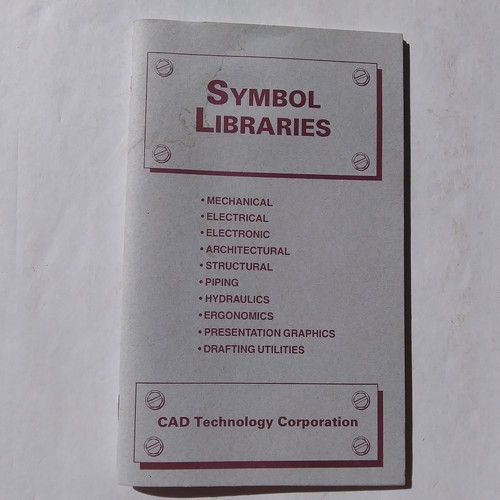 SYMBOL
LIBRARIES
• MECHANICAL
• ELECTRICAL
• ELECTRONIC
• ARCHITECTURAL
• STRUCTURAL
• PIPING
• HYDRAULICS
• ERGONOMICS
• PRESENTATION GRAPHICS
• DRAFTING UTILITIES
CAD Technology Corporation